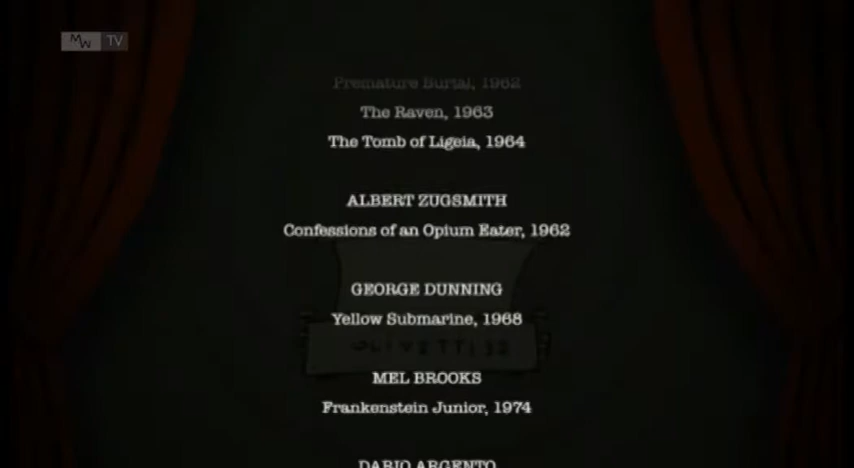 MW TV
Premature Burial, 1962
The Raven, 1963
The Tomb of Ligeia, 1964
ALBERT ZUGSMITH
Confessions of an Opium Eater, 1962
GEORGE DUNNING
Yellow Submarine, 1968
MEL BROOKS
Frankenstein Junior, 1974
DARIO ARGENTO